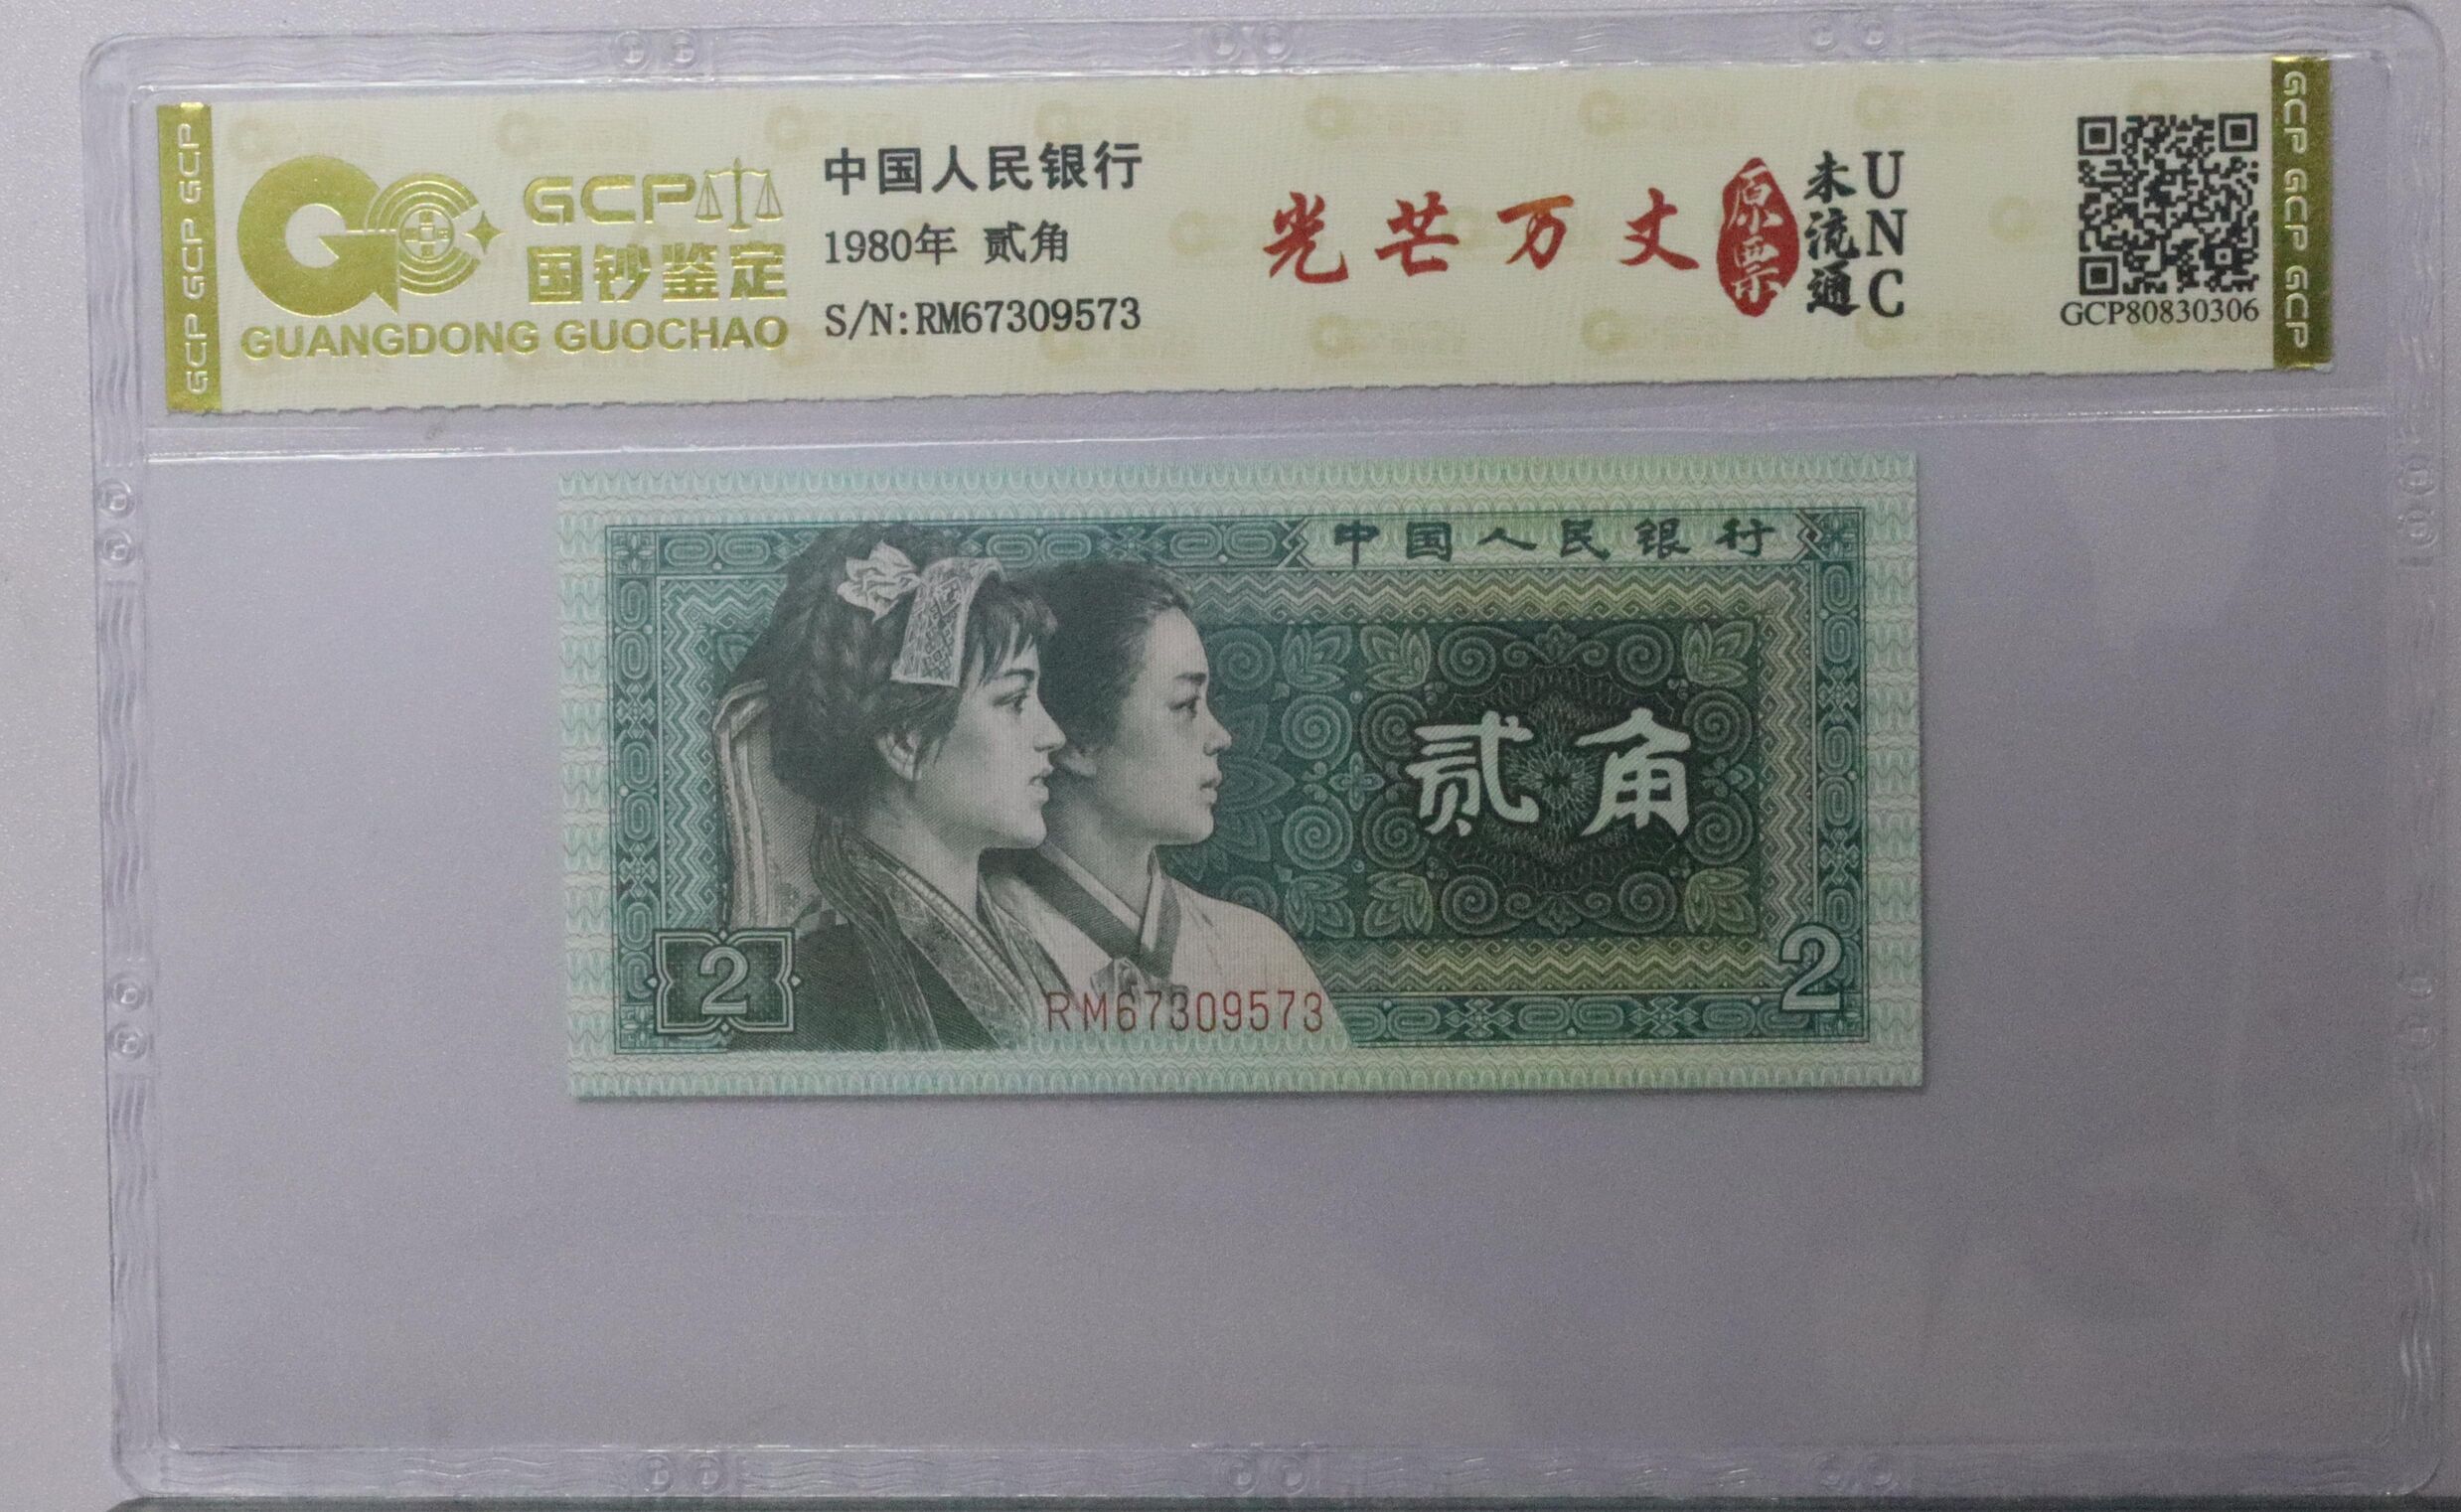 GCP GCP GCP
GCP
国钞鉴定
GUANGDONG GUOCHAO
中国人民银行
1980年 贰角
S/N:RM67309573
光芒万丈
原票
未流通
UNC
GCP80830306
GCP GCP GCP GCP
中国人民银行
贰角
2
2
RM67309573